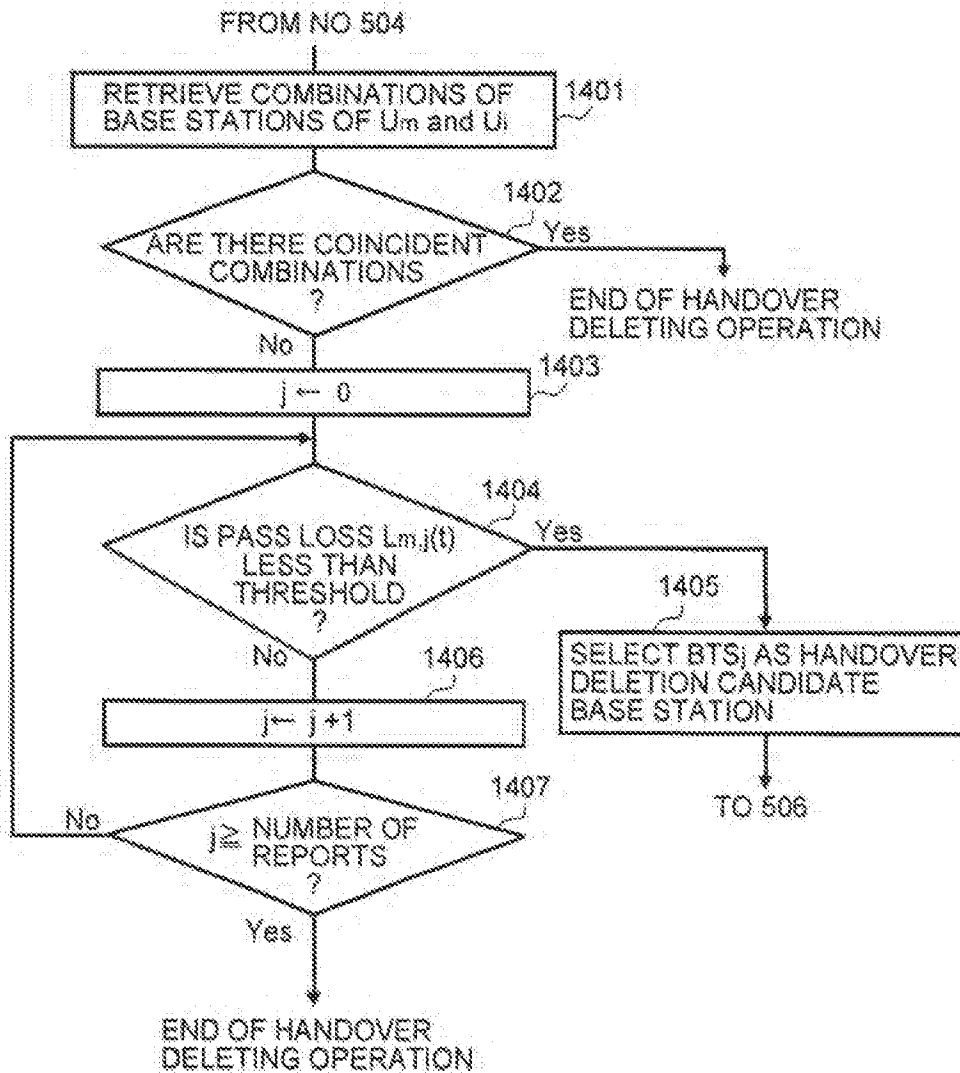 FROM NO 504
RETRIEVE COMBINATIONS OF
BASE STATIONS OF Um and Ui
1401
1402
ARE THERE COINCIDENT
COMBINATIONS
?
Yes
END OF HANDOVER
DELETING OPERATION
No
1403
j ← 0
1404
IS PASS LOSS Lm,j(t)
LESS THAN
THRESHOLD
?
Yes
1405
SELECT BTSj AS HANDOVER
DELETION CANDIDATE
BASE STATION
TO 506
No
1406
j ← j +1
1407
j ≧ NUMBER OF
REPORTS
?
No
Yes
END OF HANDOVER
DELETING OPERATION